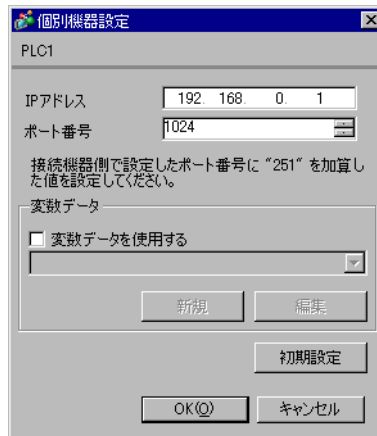 個別機器設定
PLC1
IPアドレス 192. 168. 0. 1
ポート番号 1024
接続機器側で設定したポート番号に "251" を加算し
た値を設定してください。
変数データ
変数データを使用する
新規 編集
初期設定
OK(O) キャンセル